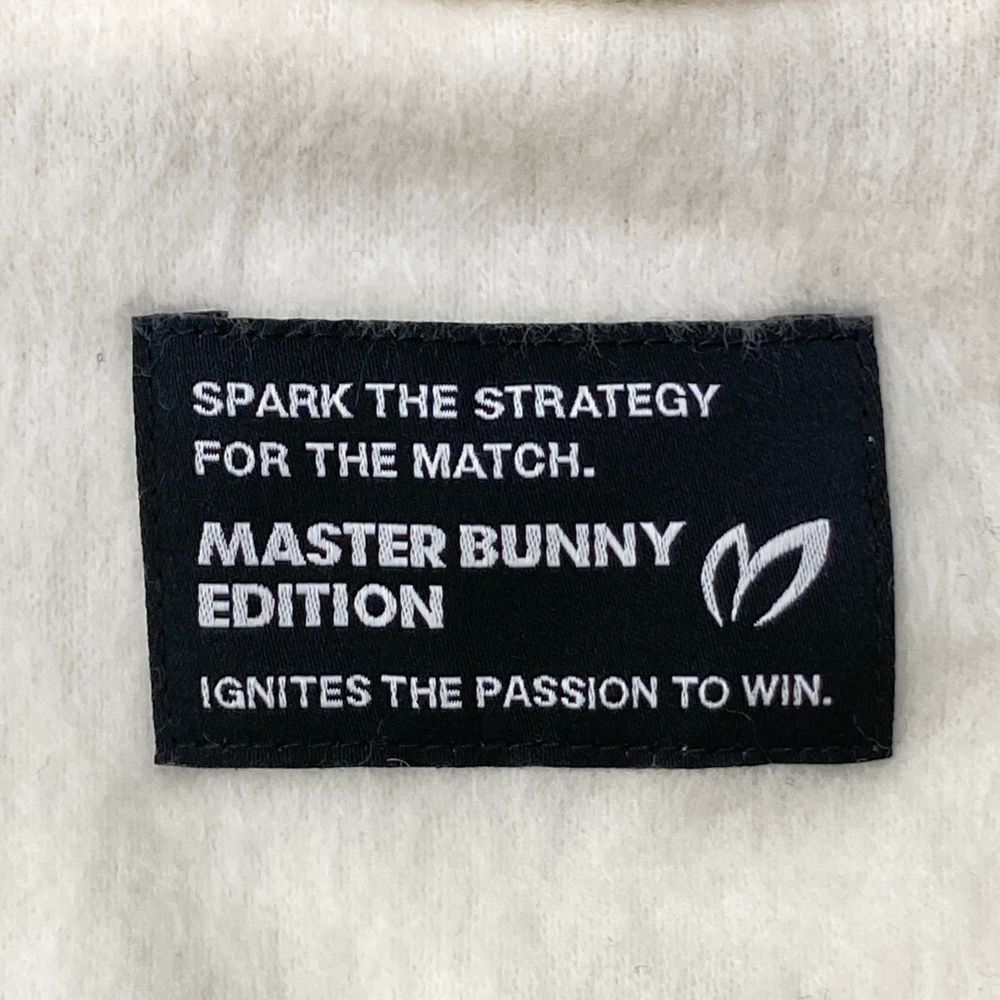 SPARK THE STRATEGY
FOR THE MATCH.
MASTER BUNNY
EDITION
IGNITES THE PASSION TO WIN.